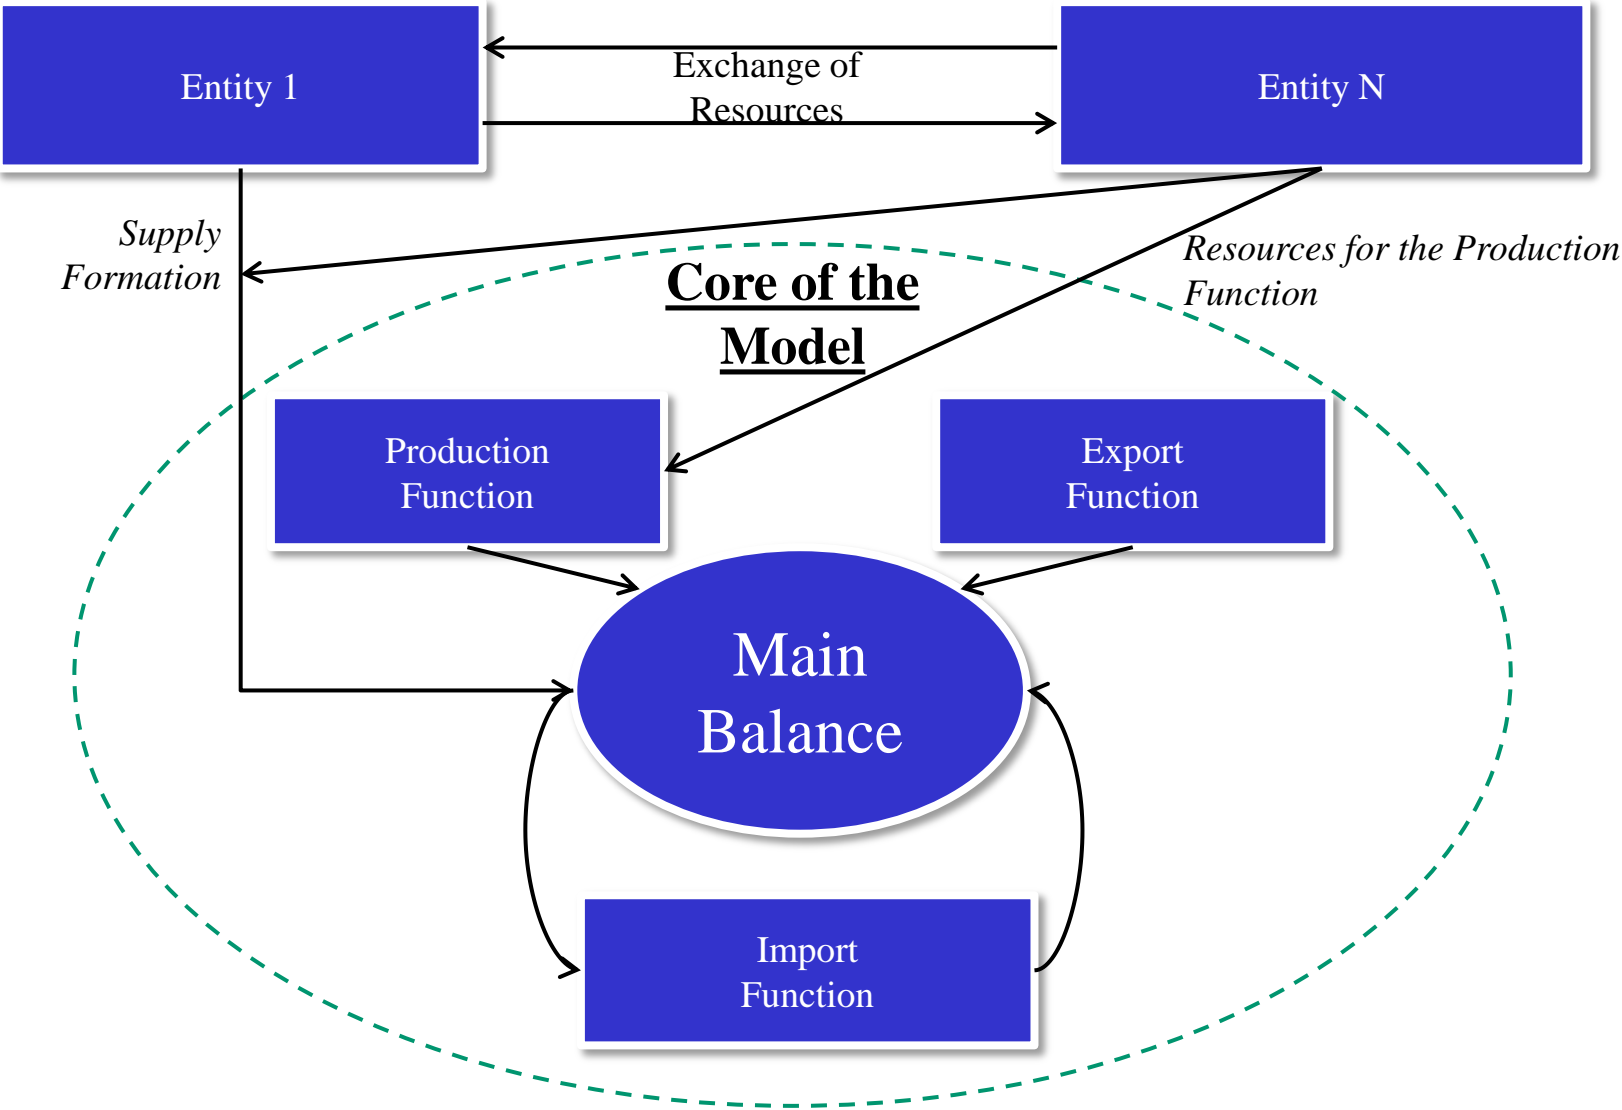 Entity 1
Exchange of
Resources
Entity N
Supply
Formation
Resources for the Production
Function
Core of the
Model
Production
Function
Export
Function
Main
Balance
Import
Function